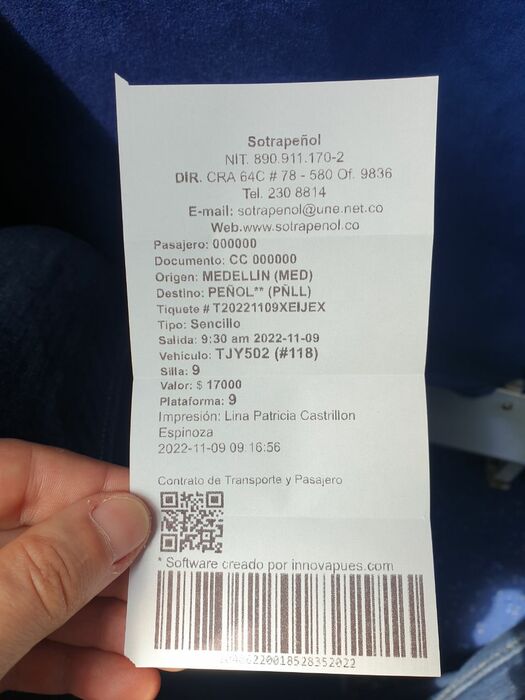 Sotrapeñol
NIT. 890.911.170-2
DIR. CRA 64C # 78 - 580 Of. 9836
Tel. 230 8814
E-mail: sotrapenol@une.net.co
Web.www.sotrapenol.co
Pasajero: 000000
Documento: CC 000000
Origen: MEDELLIN (MED)
Destino: PEÑOL** (PÑLL)
Tiquete # T20221109XEIJEX
Tipo: Sencillo
Salida: 9:30 am 2022-11-09
Vehículo: TJY502 (#118)
Silla: 9
Valor: $ 17000
Plataforma: 9
Impresión: Lina Patricia Castrillon
Espinoza
2022-11-09 09:16:56
Contrato de Transporte y Pasajero
* Software creado por innovapues.com